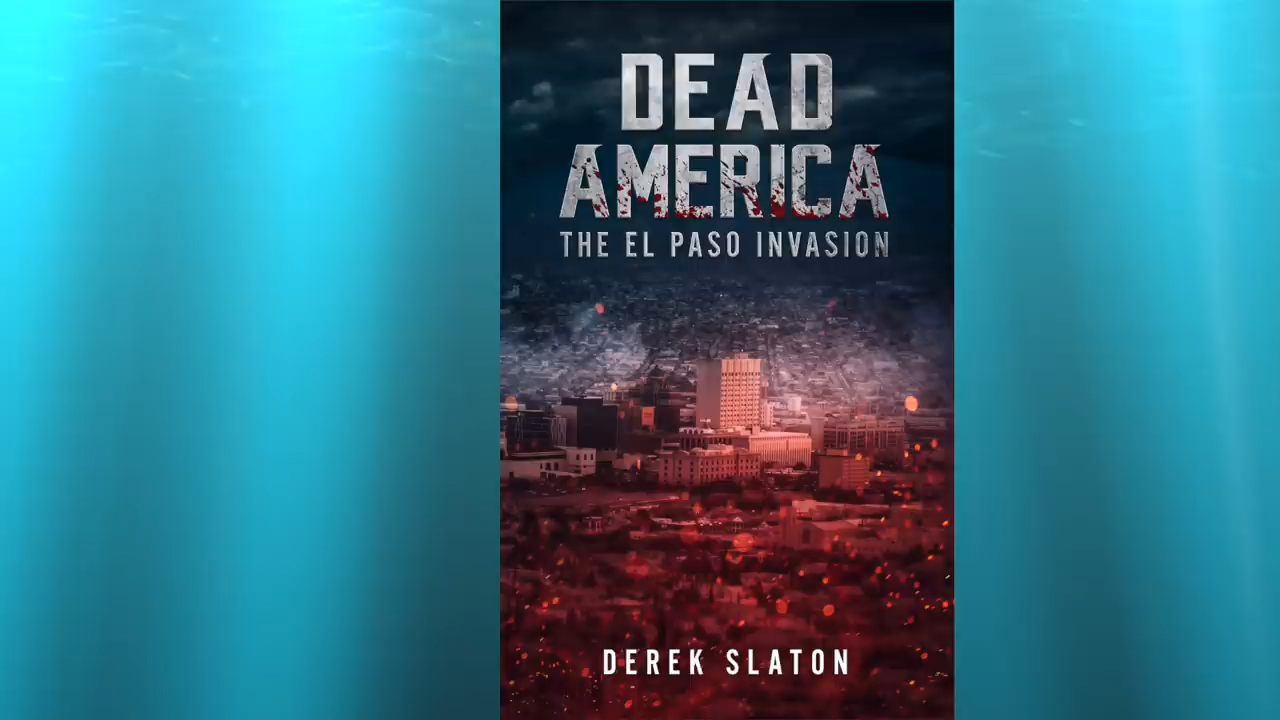 DEAD
AMERICA
THE EL PASO INVASION
DEREK SLATON